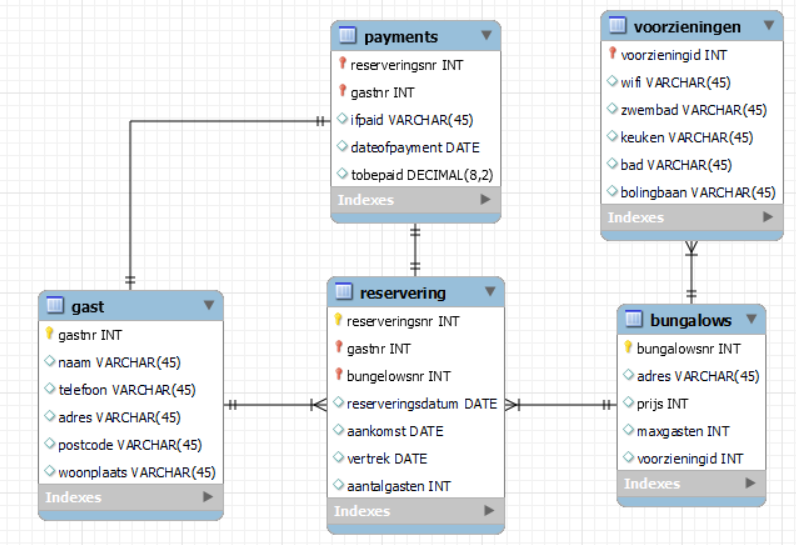 payments
reserveringsnr INT
gastnr INT
ifpaid VARCHAR(45)
dateofpayment DATE
tobepaid DECIMAL(8,2)
Indexes
voorzieningen
voorzieningid INT
wifi VARCHAR(45)
zwembad VARCHAR(45)
keuken VARCHAR(45)
bad VARCHAR(45)
bolingbaan VARCHAR(45)
Indexes
gast
gastnr INT
naam VARCHAR(45)
telefoon VARCHAR(45)
adres VARCHAR(45)
postcode VARCHAR(45)
woonplaats VARCHAR(45)
Indexes
reservering
reserveringsnr INT
gastnr INT
bungelowsnr INT
reserveringsdatum DATE
aankomst DATE
vertrek DATE
aantalgasten INT
Indexes
bungalows
bungalowsnr INT
adres VARCHAR(45)
prijs INT
maxgasten INT
voorzieningid INT
Indexes